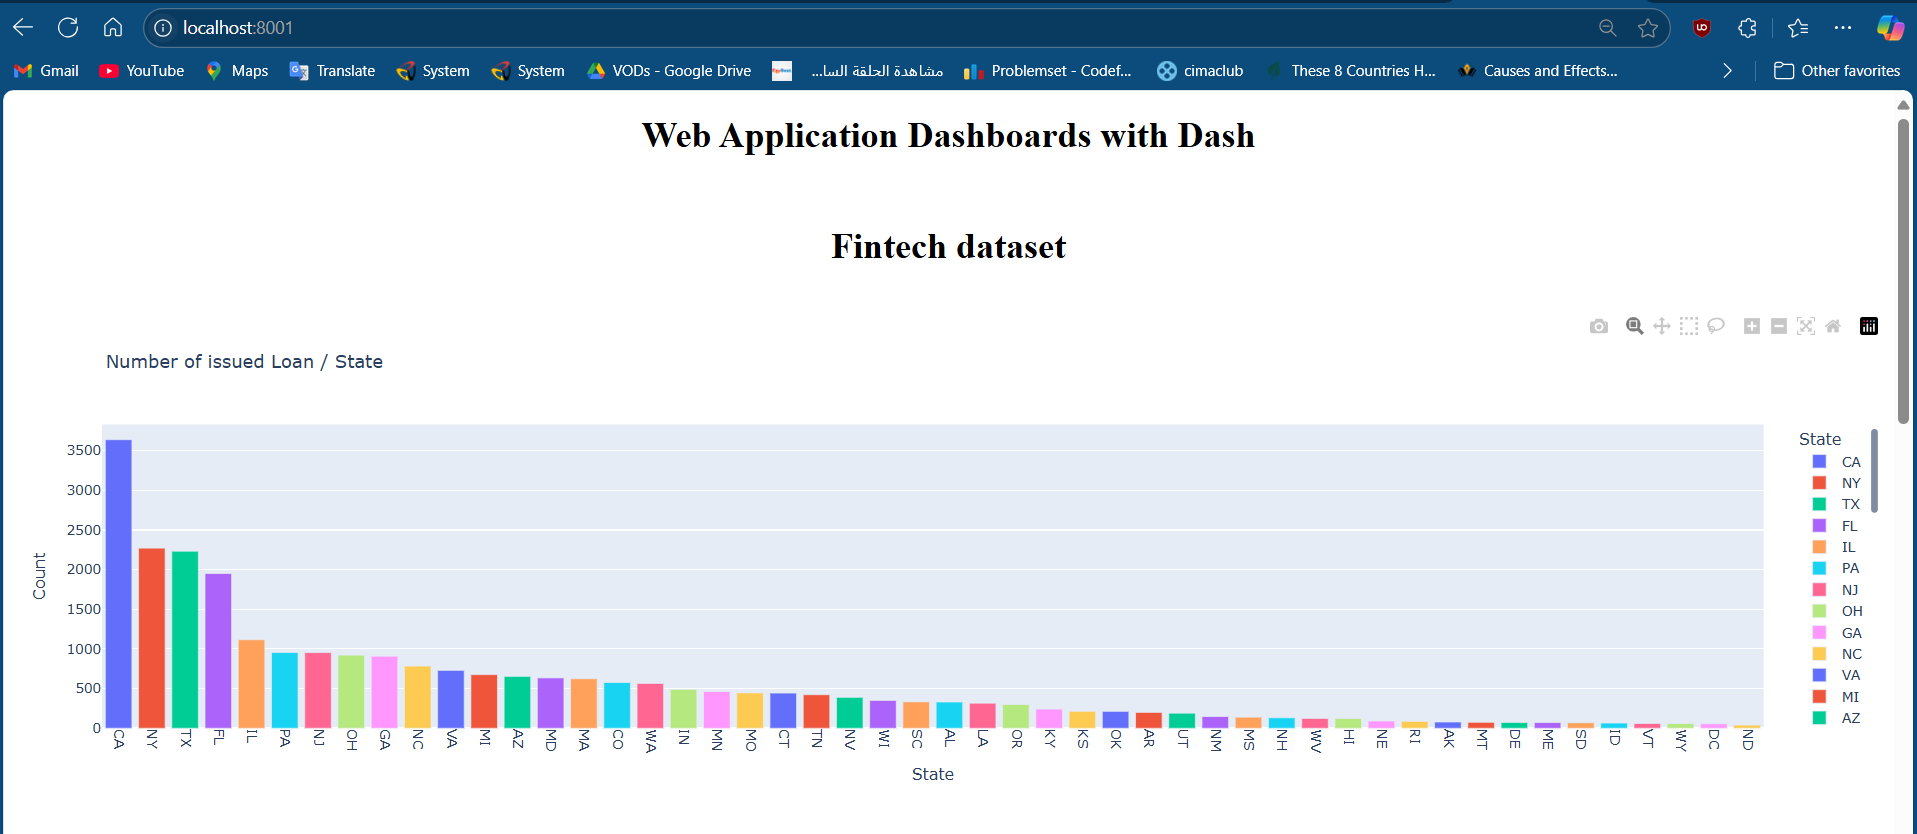 localhost:8001
Gmail YouTube Maps Translate System System VODs - Google Drive مشاهدة الحلقة السا... Problemset - Codef... cimaclub These 8 Countries H... Causes and Effects... Other favorites
Web Application Dashboards with Dash
Fintech dataset
Number of issued Loan / State
Count
3500
3000
2500
2000
1500
1000
500
0
CA NY TX FL IL PA NJ OH GA NC VA MI AZ MD MA CO WA IN MN MO CT TN NV WI SC AL LA OR KY KS OK AR UT NM MS NH WV HI NE RI AK MT DE ME SD ID VT WY DC ND
State
State
CA
NY
TX
FL
IL
PA
NJ
OH
GA
NC
VA
MI
AZ